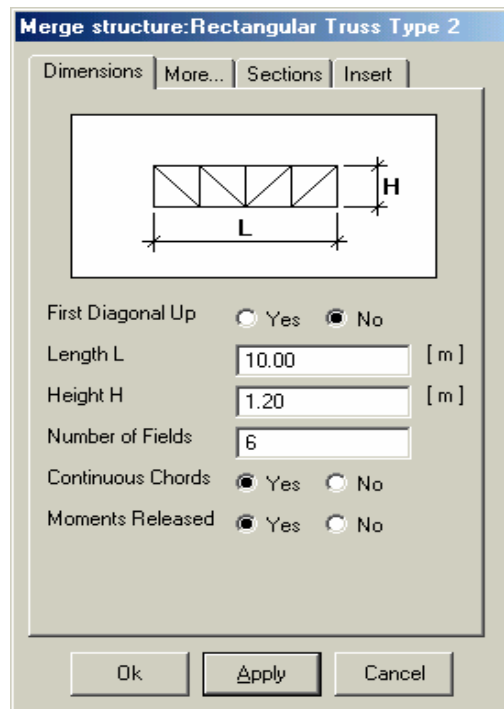 Merge structure:Rectangular Truss Type 2
Dimensions More... Sections Insert
H
L
First Diagonal Up Yes No
Length L 10.00 [ m ]
Height H 1.20 [ m ]
Number of Fields 6
Continuous Chords Yes No
Moments Released Yes No
Ok Apply Cancel